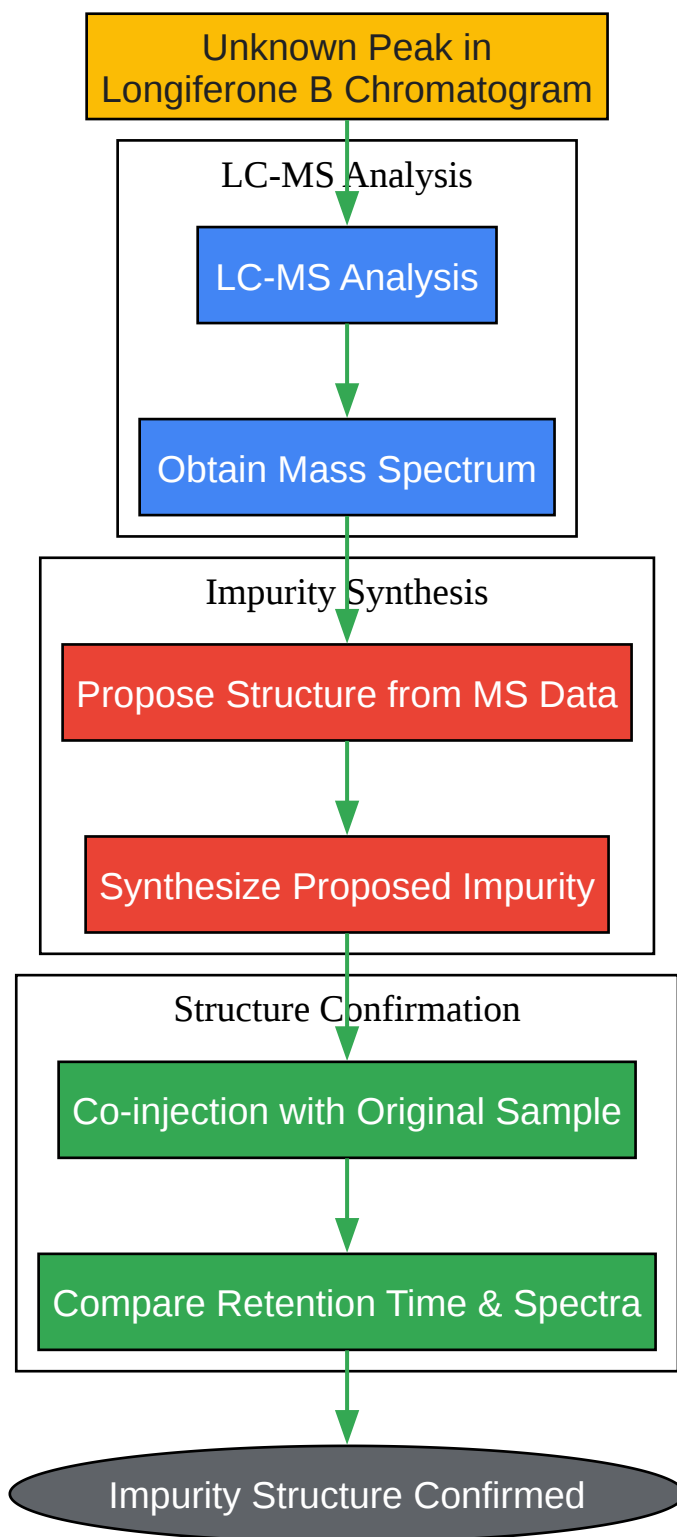 Unknown Peak in
Longiferone B Chromatogram
LC-MS Analysis
LC-MS Analysis
Obtain Mass Spectrum
Impurity Synthesis
Propose Structure from MS Data
Synthesize Proposed Impurity
Structure Confirmation
Co-injection with Original Sample
Compare Retention Time & Spectra
Impurity Structure Confirmed